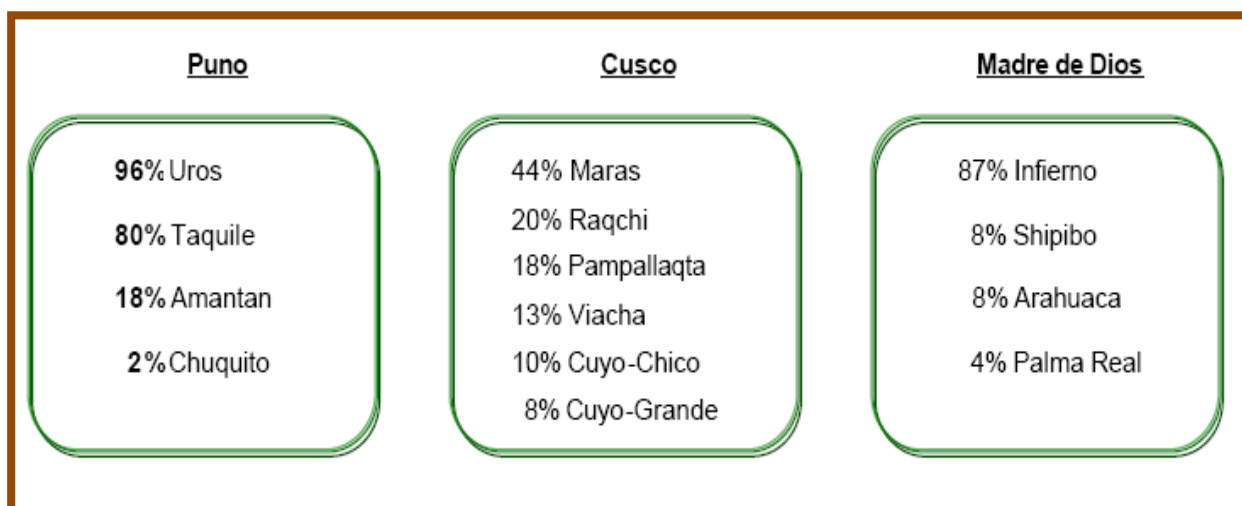 Puno
96% Uros
80% Taquile
18% Amantan
2% Chuquito
Cusco
44% Maras
20% Raqchi
18% Pampallaqta
13% Viacha
10% Cuyo-Chico
8% Cuyo-Grande
Madre de Dios
87% Infierno
8% Shipibo
8% Arahuaca
4% Palma Real